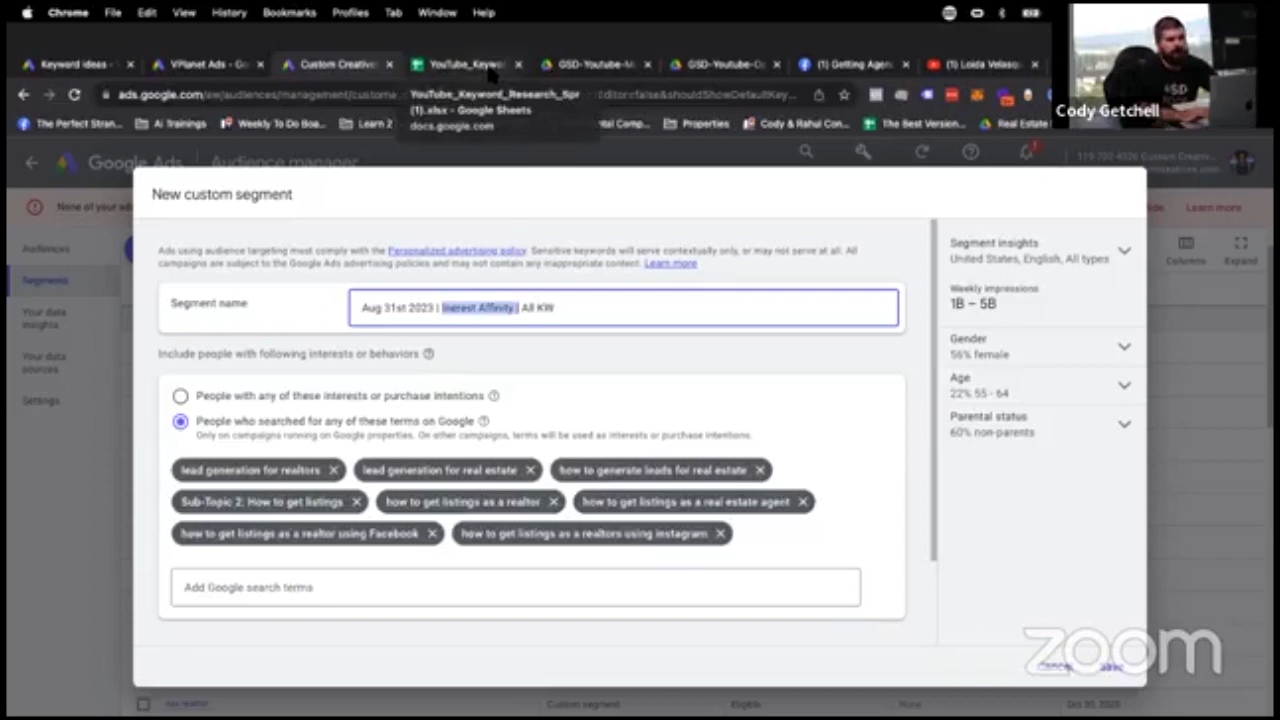 Chrome File Edit View History Bookmarks Profiles Tab Window Help
Keyword ideas - VPlanet Ads - Go Custom Creative YouTube_Keywo GSD-Youtube-M GSD-Youtube-D (1) Getting Agen (1) Loida Velasq
ads.google.com/aw/audiences/management/customa
ditor=false&shouldShowDefaultKey...
YouTube_Keyword_Research_Spr
(1).xlsx - Google Sheets
docs.google.com
The Perfect Stran... Ai Trainings Weekly To Do Boa... Learn 2 tal Comp... Properties Cody & Rahul Con... The Best Version... Real Estate
Cody Getchell
Google Ads Audience manager
None of your ad
Learn more
Audiences
Segments
Your data
insights
Your data
sources
Settings
Columns Expand
New custom segment
Ads using audience targeting must comply with the Personalized advertising policy. Sensitive keywords will serve contextually only, or may not serve at all. All
campaigns are subject to the Google Ads advertising policies and may not contain any inappropriate content. Learn more
Segment name
Aug 31st 2023 | Inerest Affinity | All KW
Include people with following interests or behaviors
People with any of these interests or purchase intentions
People who searched for any of these terms on Google
Only on campaigns running on Google properties. On other campaigns, terms will be used as interests or purchase intentions.
lead generation for realtors lead generation for real estate how to generate leads for real estate
Sub-Topic 2: How to get listings how to get listings as a realtor how to get listings as a real estate agent
how to get listings as a realtor using Facebook how to get listings as a realtors using instagram
Add Google search terms
Segment insights
United States, English, All types
Weekly impressions
1B – 5B
Gender
56% female
Age
22% 55 - 64
Parental status
60% non-parents
Cancel Save
zoom
Custom segment Eligible None Oct 30, 2020